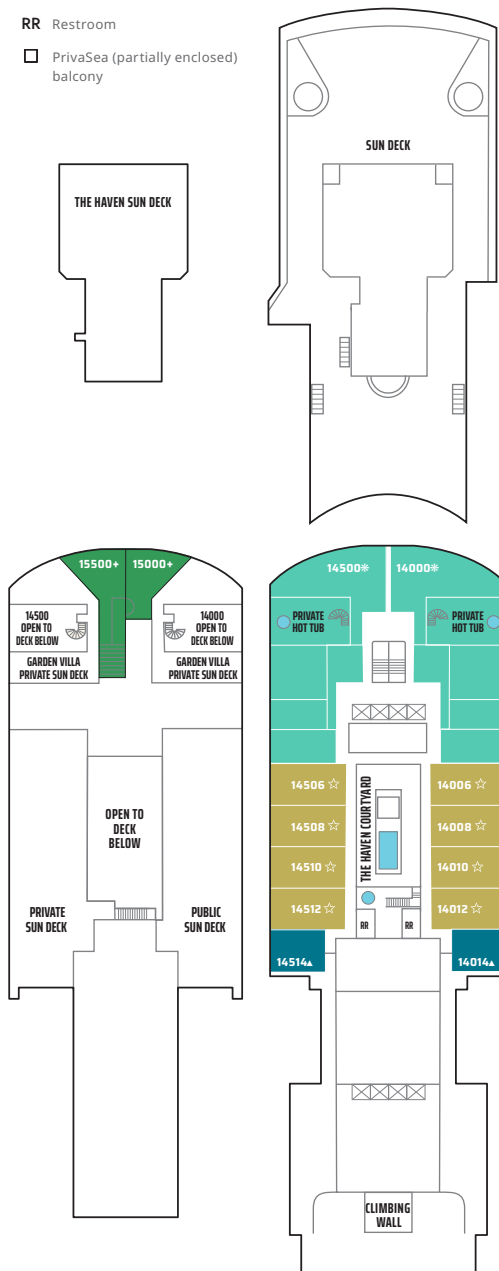 RR Restroom
PrivaSea (partially enclosed)
balcony
THE HAVEN SUN DECK
SUN DECK
15500+
15000+
14500
OPEN TO
DECK BELOW
14000
OPEN TO
DECK BELOW
GARDEN VILLA
PRIVATE SUN DECK
GARDEN VILLA
PRIVATE SUN DECK
OPEN TO
DECK
BELOW
PRIVATE
SUN DECK
PUBLIC
SUN DECK
14500✳
14000✳
PRIVATE
HOT TUB
PRIVATE
HOT TUB
14506 ☆
14006 ☆
THE HAVEN COURTYARD
14508 ☆
14008 ☆
14510 ☆
14010 ☆
14512 ☆
14012 ☆
RR
RR
14514▲
14014▲
CLIMBING
WALL